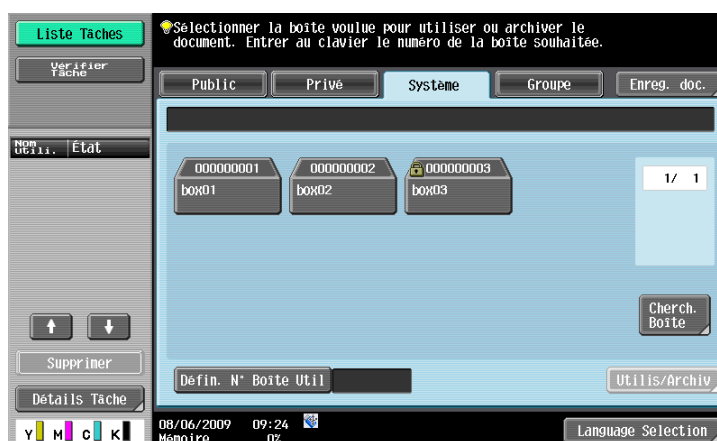 Liste Tâches
Sélectionner la boîte voulue pour utiliser ou archiver le
document. Entrer au clavier le numéro de la boîte souhaitée.
Vérifier
Tâche
Public
Privé
Système
Groupe
Enreg. doc.
Nom
Utili.
État
000000001
box01
000000002
box02
000000003
box03
1/ 1
Cherch.
Boîte
Supprimer
Défin. N° Boîte Util
Utilis/Archiv
Détails Tâche
Y M C K
08/06/2009 09:24
Mémoire 0%
Language Selection